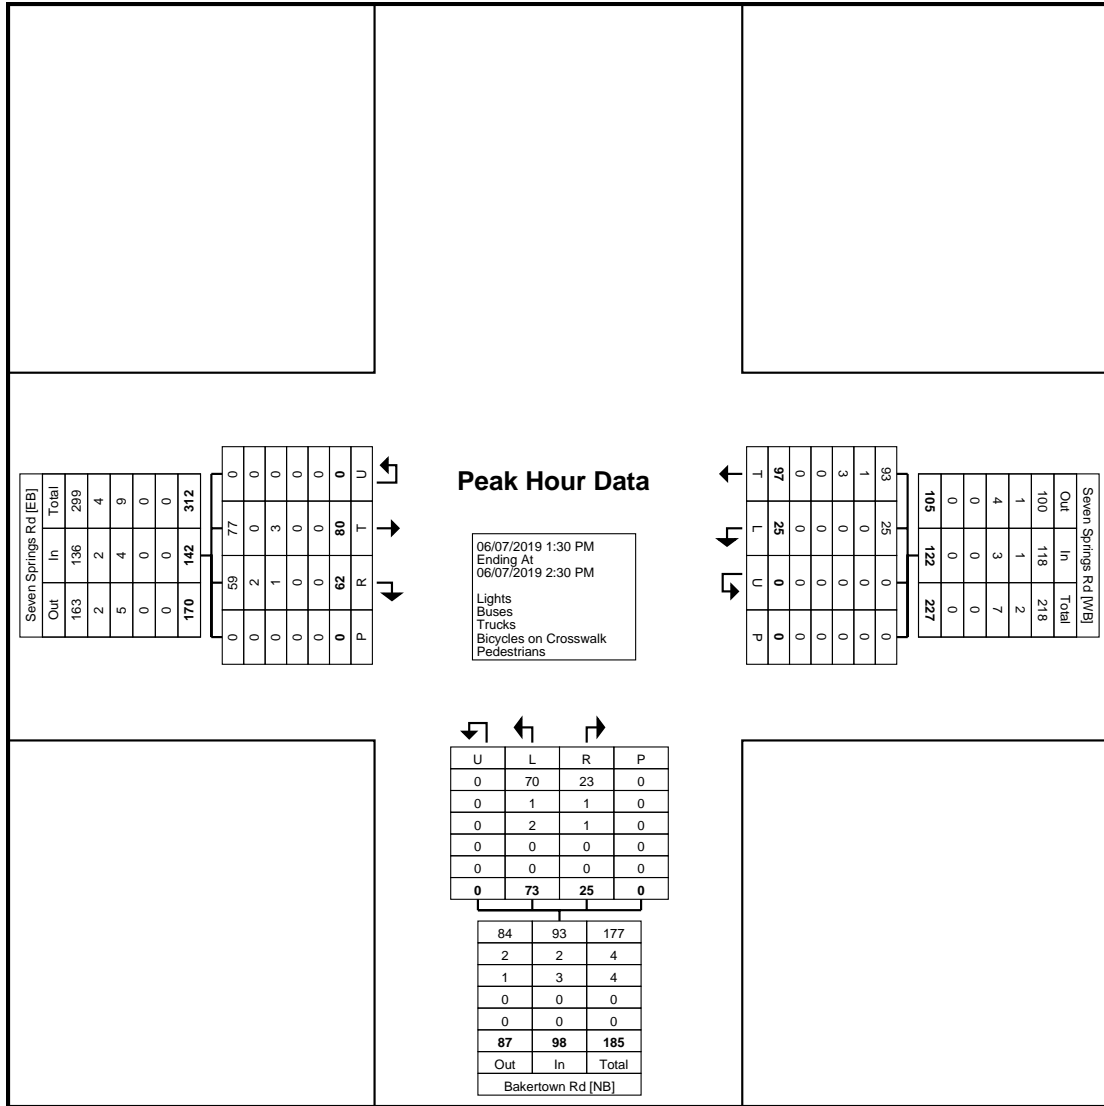 Peak Hour Data
06/07/2019 1:30 PM
Ending At
06/07/2019 2:30 PM
Lights
Buses
Trucks
Bicycles on Crosswalk
Pedestrians
Seven Springs Rd [EB]
Total In Out
299 136 163
4 2 2
9 4 5
0 0 0
0 0 0
312 142 170
0 77 59 0
0 0 2 0
0 3 1 0
0 0 0 0
0 0 0 0
0 80 62 0
U T R P
Seven Springs Rd [WB]
Out In Total
100 118 218
1 1 2
4 3 7
0 0 0
0 0 0
105 122 227
93 25 0 0
1 0 0 0
3 0 0 0
0 0 0 0
0 0 0 0
97 25 0 0
T L U P
U L R P
0 70 23 0
0 1 1 0
0 2 1 0
0 0 0 0
0 0 0 0
0 73 25 0
84 93 177
2 2 4
1 3 4
0 0 0
0 0 0
87 98 185
Out In Total
Bakertown Rd [NB]